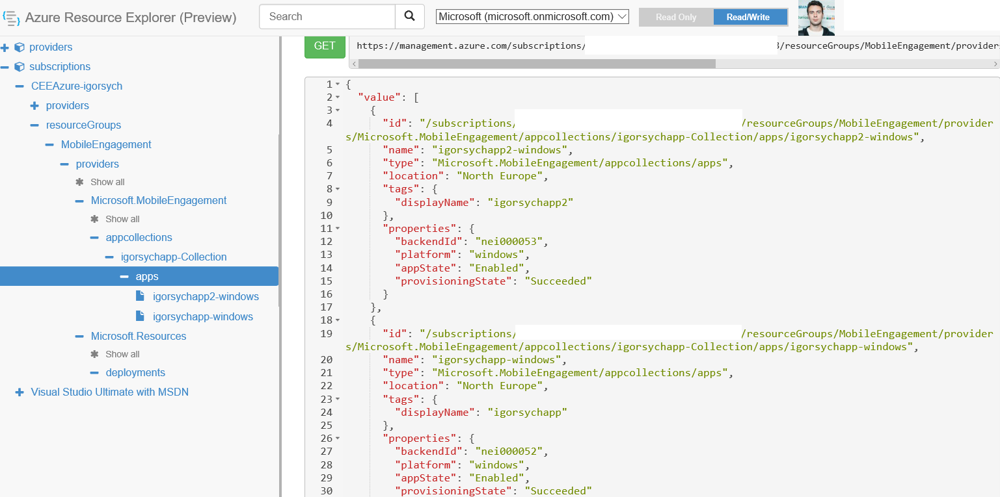 Azure Resource Explorer (Preview)
Search
Microsoft (microsoft.onmicrosoft.com)
Read Only
Read/Write
providers
subscriptions
CEEAzure-igorsych
providers
resourceGroups
MobileEngagement
providers
Show all
Microsoft.MobileEngagement
Show all
appcollections
igorsychapp-Collection
apps
igorsychapp2-windows
igorsychapp-windows
Microsoft.Resources
Show all
deployments
Visual Studio Ultimate with MSDN
GET
https://management.azure.com/subscriptions/ /resourceGroups/MobileEngagement/providers
1 {
2 "value": [
3 {
4 "id": "/subscriptions/ /resourceGroups/MobileEngagement/provider
s/Microsoft.MobileEngagement/appcollections/igorsychapp-Collection/apps/igorsychapp2-windows",
5 "name": "igorsychapp2-windows",
6 "type": "Microsoft.MobileEngagement/appcollections/apps",
7 "location": "North Europe",
8 "tags": {
9 "displayName": "igorsychapp2"
10 },
11 "properties": {
12 "backendId": "nei000053",
13 "platform": "windows",
14 "appState": "Enabled",
15 "provisioningState": "Succeeded"
16 }
17 },
18 {
19 "id": "/subscriptions/ /resourceGroups/MobileEngagement/provider
s/Microsoft.MobileEngagement/appcollections/igorsychapp-Collection/apps/igorsychapp-windows",
20 "name": "igorsychapp-windows",
21 "type": "Microsoft.MobileEngagement/appcollections/apps",
22 "location": "North Europe",
23 "tags": {
24 "displayName": "igorsychapp"
25 },
26 "properties": {
27 "backendId": "nei000052",
28 "platform": "windows",
29 "appState": "Enabled",
30 "provisioningState": "Succeeded"